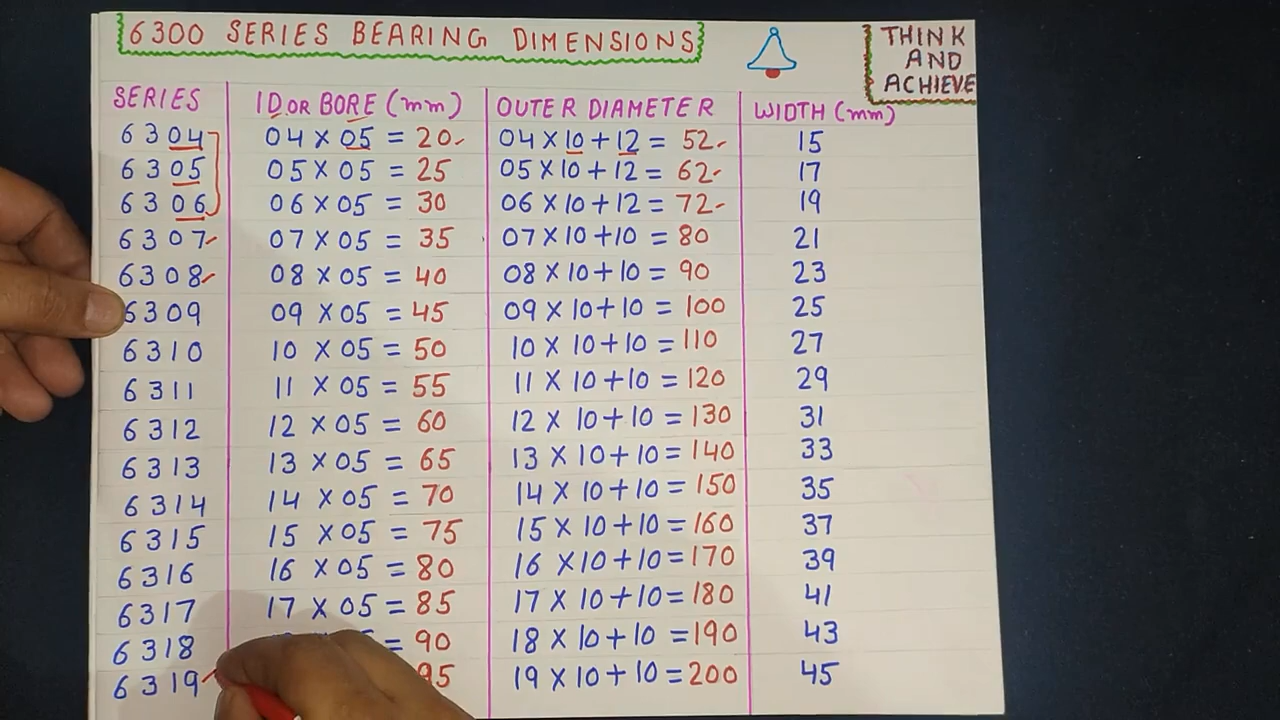 6300 SERIES BEARING DIMENSIONS
THINK
AND
ACHIEVE
SERIES ID OR BORE (mm) OUTER DIAMETER WIDTH (mm)
6304 04 X 05 = 20 04 X 10 + 12 = 52 15
6305 05 X 05 = 25 05 X 10 + 12 = 62 17
6306 06 X 05 = 30 06 X 10 + 12 = 72 19
6307 07 X 05 = 35 07 X 10 + 10 = 80 21
6308 08 X 05 = 40 08 X 10 + 10 = 90 23
6309 09 X 05 = 45 09 X 10 + 10 = 100 25
6310 10 X 05 = 50 10 X 10 + 10 = 110 27
6311 11 X 05 = 55 11 X 10 + 10 = 120 29
6312 12 X 05 = 60 12 X 10 + 10 = 130 31
6313 13 X 05 = 65 13 X 10 + 10 = 140 33
6314 14 X 05 = 70 14 X 10 + 10 = 150 35
6315 15 X 05 = 75 15 X 10 + 10 = 160 37
6316 16 X 05 = 80 16 X 10 + 10 = 170 39
6317 17 X 05 = 85 17 X 10 + 10 = 180 41
6318 = 90 18 X 10 + 10 = 190 43
6319 95 19 X 10 + 10 = 200 45